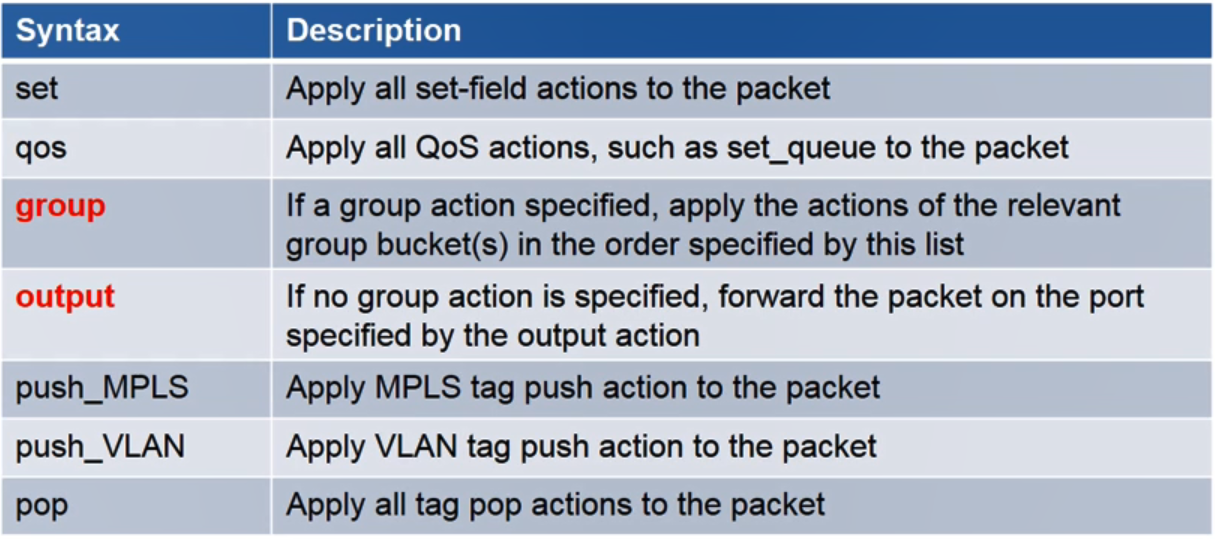 Syntax Description
set Apply all set-field actions to the packet
qos Apply all QoS actions, such as set_queue to the packet
group If a group action specified, apply the actions of the relevant
group bucket(s) in the order specified by this list
output If no group action is specified, forward the packet on the port
specified by the output action
push_MPLS Apply MPLS tag push action to the packet
push_VLAN Apply VLAN tag push action to the packet
pop Apply all tag pop actions to the packet